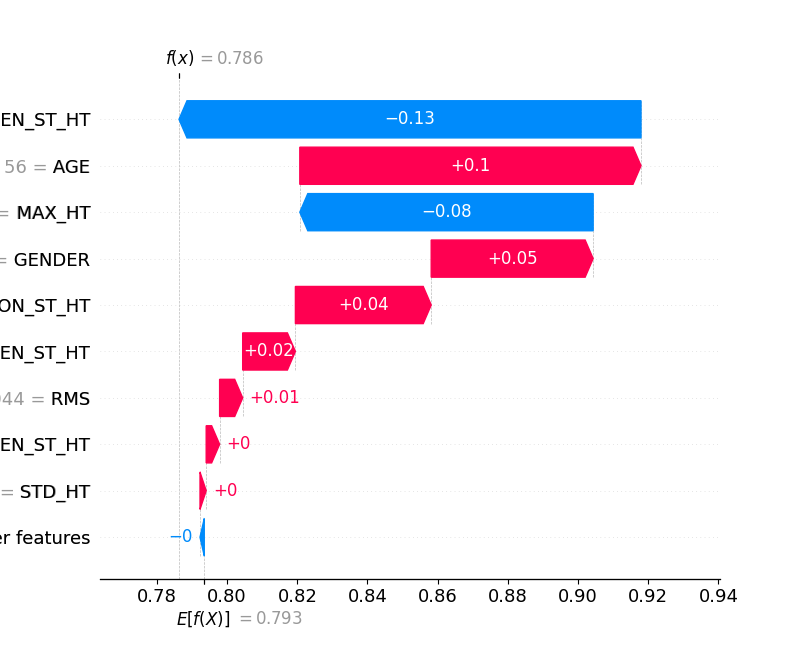 f(x) = 0.786
EN_ST_HT
−0.13
56 = AGE
+0.1
= MAX_HT
−0.08
= GENDER
+0.05
ON_ST_HT
+0.04
EN_ST_HT
+0.02
044 = RMS
+0.01
EN_ST_HT
+0
= STD_HT
+0
er features
−0
0.78 0.80 0.82 0.84 0.86 0.88 0.90 0.92 0.94
E[f(X)] = 0.793